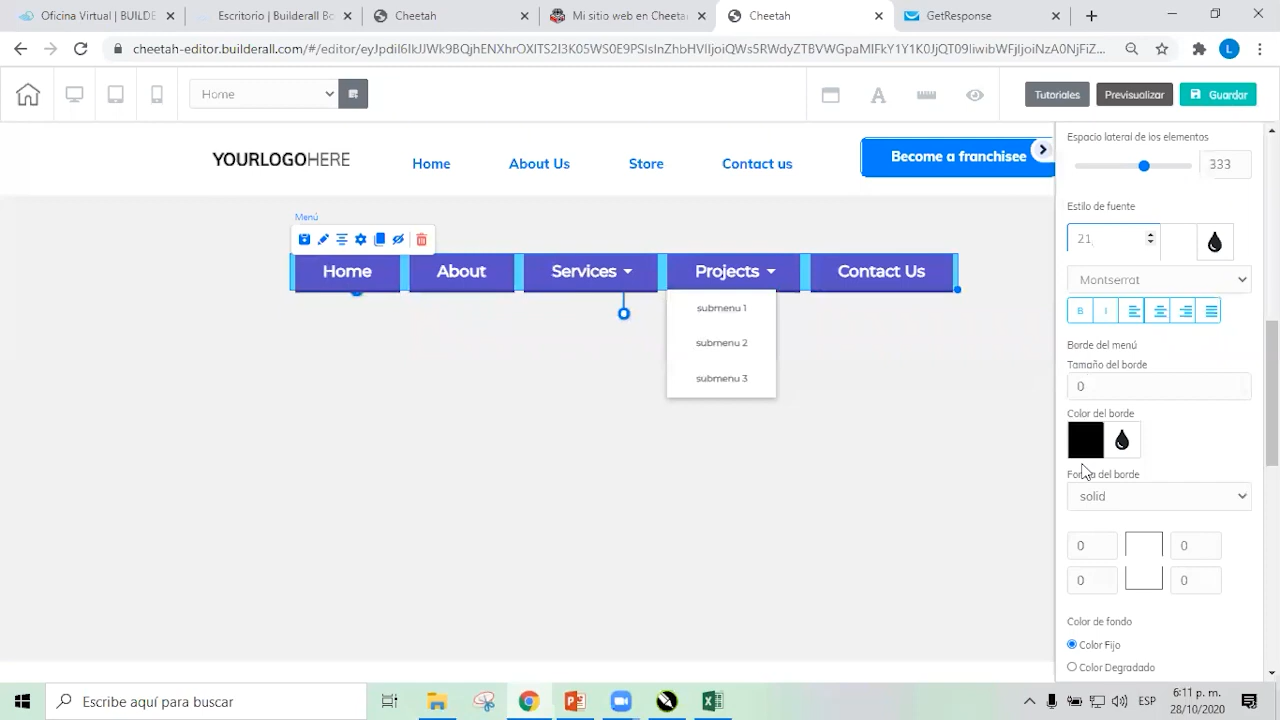 Oficina Virtual | BUILDE
Escritorio | Builderall Bo
Cheetah
Mi sitio web en Cheeta
Cheetah
GetResponse
cheetah-editor.builderall.com/#/editor/
Home
Tutoriales
Previsualizar
Guardar
YOURLOGOHERE
Home
About Us
Store
Contact us
Become a franchisee
Menú
Home
About
Services
Projects
Contact Us
submenu 1
submenu 2
submenu 3
Espacio lateral de los elementos
333
Estilo de fuente
21
Montserrat
B
I
Borde del menú
Tamaño del borde
0
Color del borde
del borde
solid
0
0
0
0
Color de fondo
Color Fijo
Color Degradado
Escribe aquí para buscar
ESP
6:11 p. m.
28/10/2020